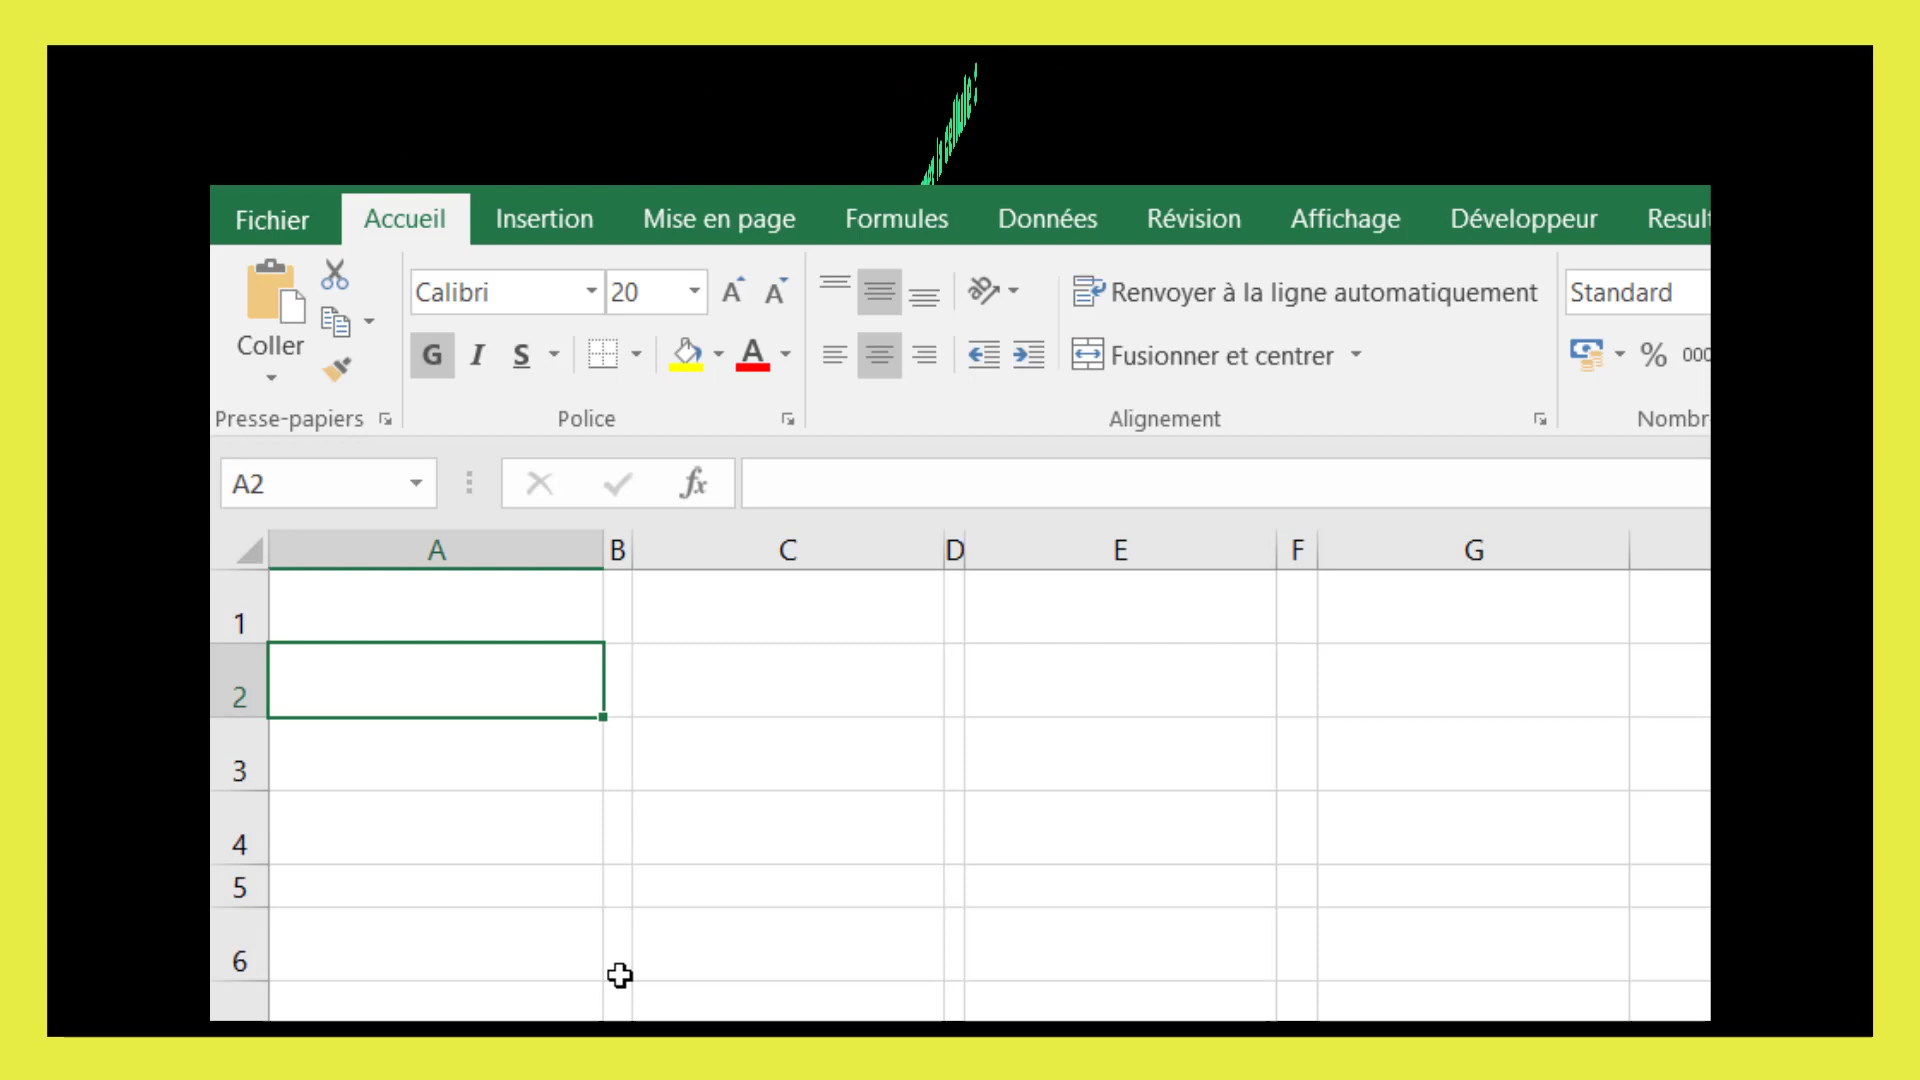 Fichier Accueil Insertion Mise en page Formules Données Révision Affichage Développeur
Calibri 20 Renvoyer à la ligne automatiquement Standard
Coller G I S A Fusionner et centrer % 000
Presse-papiers Police Alignement
A2 fx
A B C D E F G
1
2
3
4
5
6